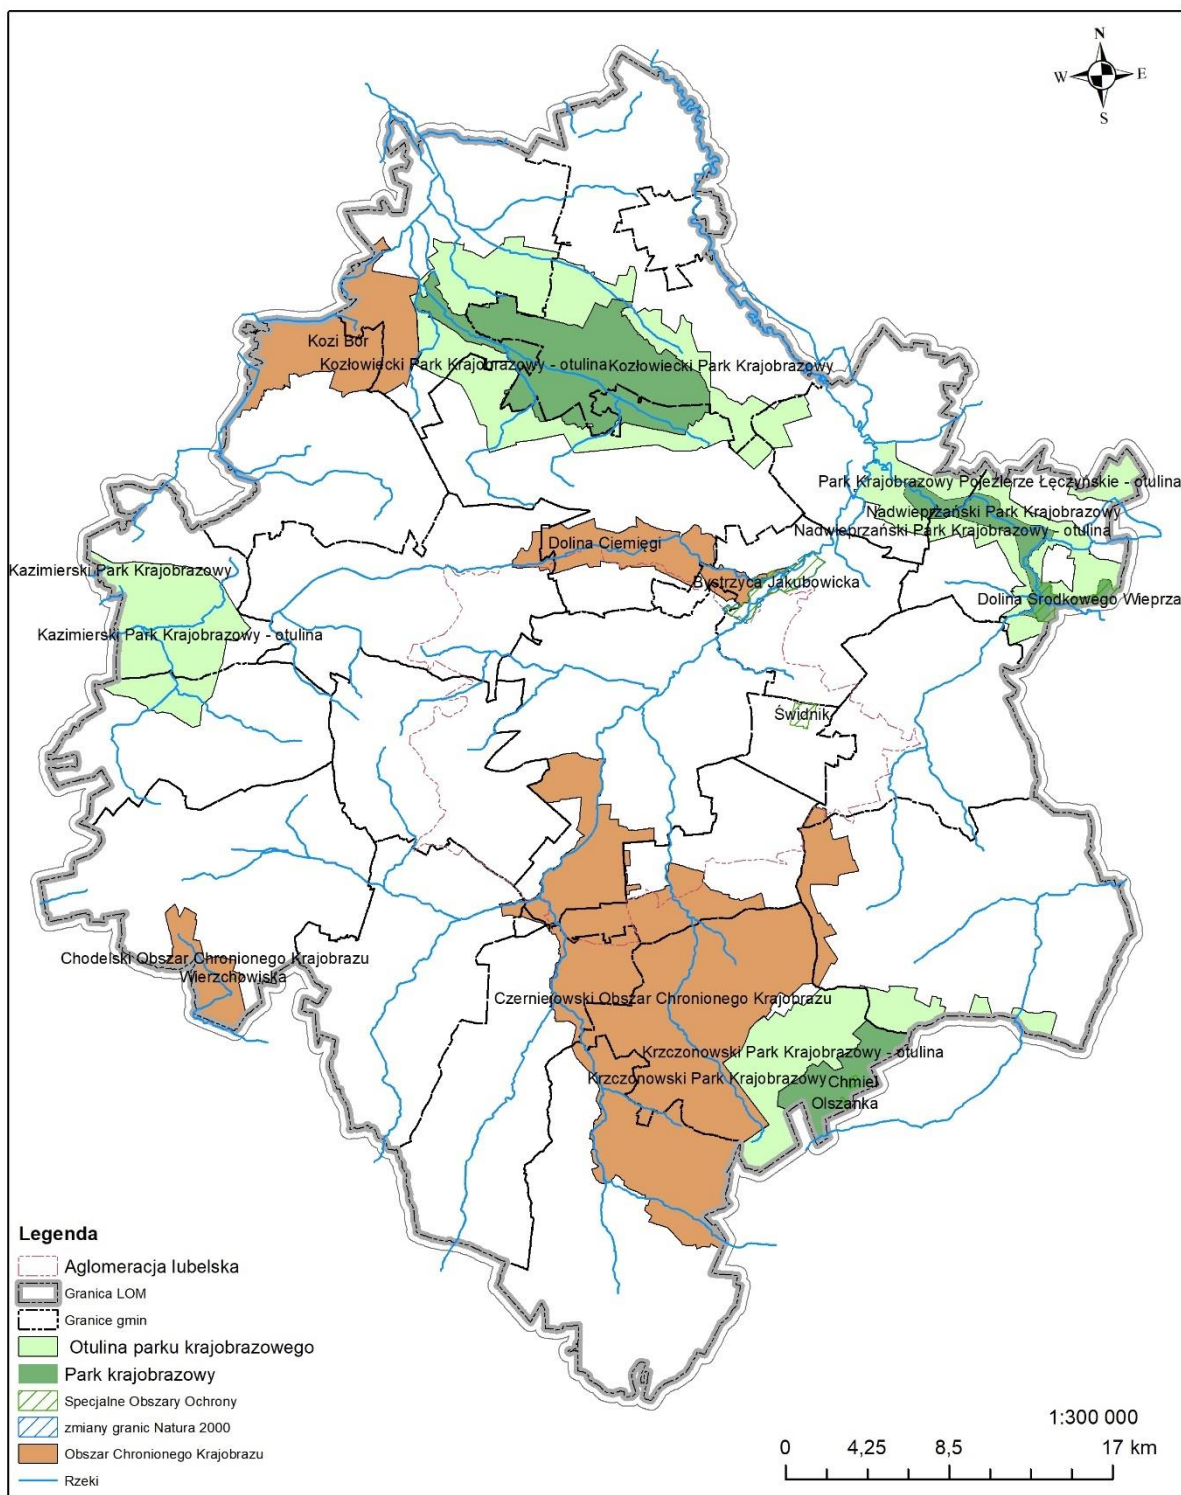 N
W E
S
Kozi Bór
Kozłowiecki Park Krajobrazowy - otulina
Kozłowiecki Park Krajobrazowy
Park Krajobrazowy Pojezierze Łęczyńskie - otulina
Nadwieprzański Park Krajobrazowy
Nadwieprzański Park Krajobrazowy - otulina
Dolina Ciemięgi
Kazimierski Park Krajobrazowy
Bystrzyca Jakubowicka
Dolina Środkowego Wieprza
Kazimierski Park Krajobrazowy - otulina
Świdnik
Chodelski Obszar Chronionego Krajobrazu
Wierzchowiska
Czerniejowski Obszar Chronionego Krajobrazu
Krzczonowski Park Krajobrazowy - otulina
Krzczonowski Park Krajobrazowy
Chmiel
Olszanka
Legenda
Aglomeracja lubelska
Granica LOM
Granice gmin
Otulina parku krajobrazowego
Park krajobrazowy
Specjalne Obszary Ochrony
zmiany granic Natura 2000
Obszar Chronionego Krajobrazu
Rzeki
1:300 000
0 4,25 8,5 17 km